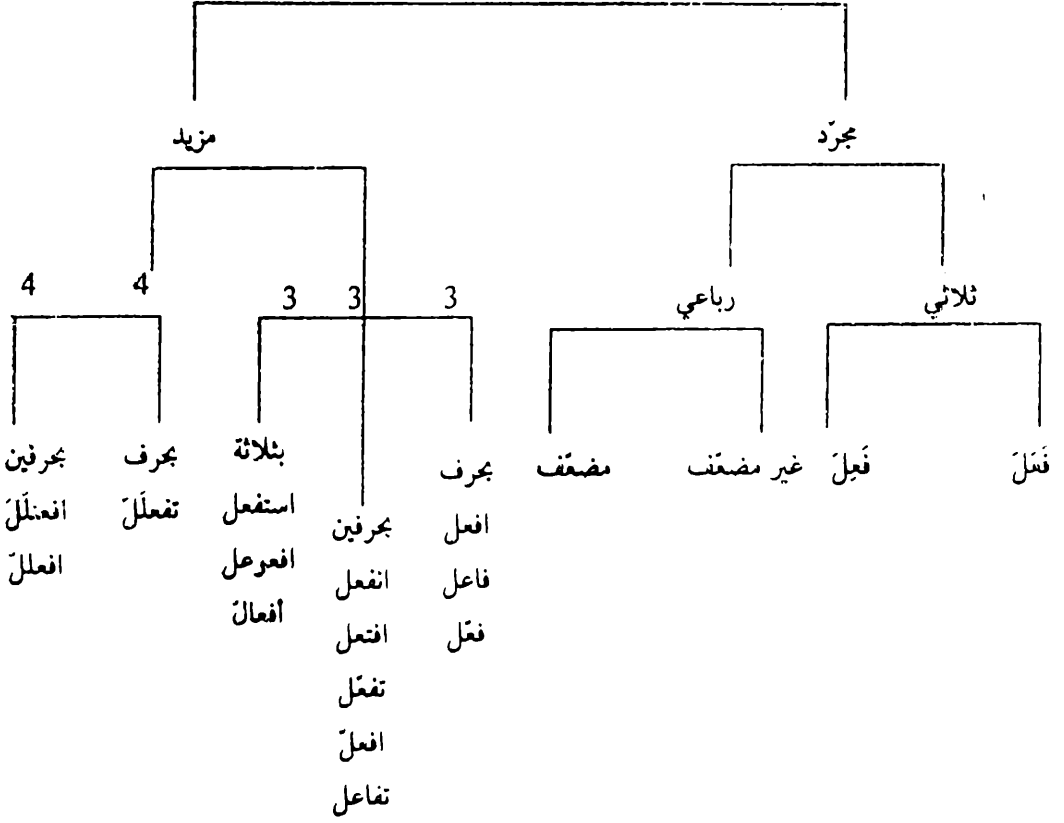 مجرّد
مزيد
ثلاثي
رباعي
3
3
3
4
4
فَعَلَ
فَعِلَ
غير مضعّف
مضعّف
بحرف
افعل
فاعل
فعّل
بحرفين
انفعل
افتعل
تفعّل
افعلّ
تفاعل
بثلاثة
استفعل
افعرعل
أفعالّ
بحرف
تفعلَلَ
بحرفين
افعنلَلَ
افعللّ